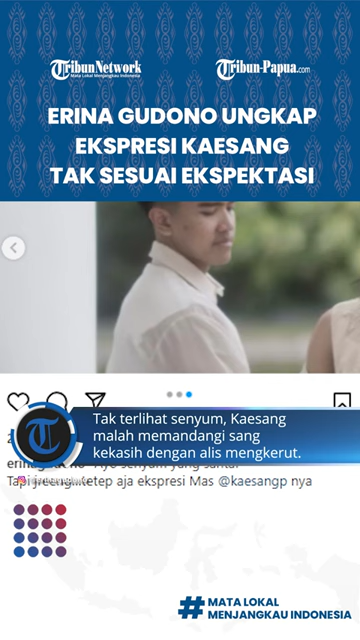 TribunNetwork
Mata Lokal Menjangkau Indonesia
Tribun-Papua.com
ERINA GUDONO UNGKAP
EKSPRESI KAESANG
TAK SESUAI EKSPEKTASI
Tak terlihat senyum, Kaesang
malah memandangi sang
kekasih dengan alis mengkerut.
Tapi jreeng...tetep aja ekspresi Mas @kaesangp nya
# MATA LOKAL
MENJANGKAU INDONESIA